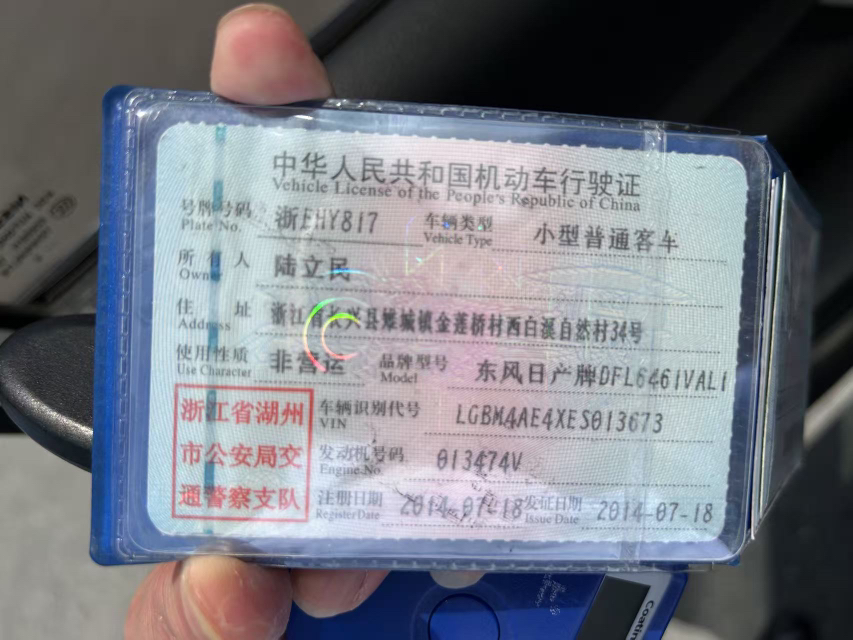 中华人民共和国机动车行驶证
Vehicle License of the People's Republic of China
号牌号码 浙EHY817 车辆类型 小型普通客车
Plate No. Vehicle Type
所有人 陆立民
Owner
住址 浙江省长兴县雉城镇金莲桥村西白漾自然村34号
Address
使用性质 非营运 品牌型号 东风日产牌DFL6461VAL1
Use Character Model
浙江省湖州
市公安局交
通警察支队
车辆识别代号 LGBM4AE4XES013673
VIN
发动机号码 013474V
Engine No.
注册日期 2014-07-18 发证日期 2014-07-18
Register Date Issue Date